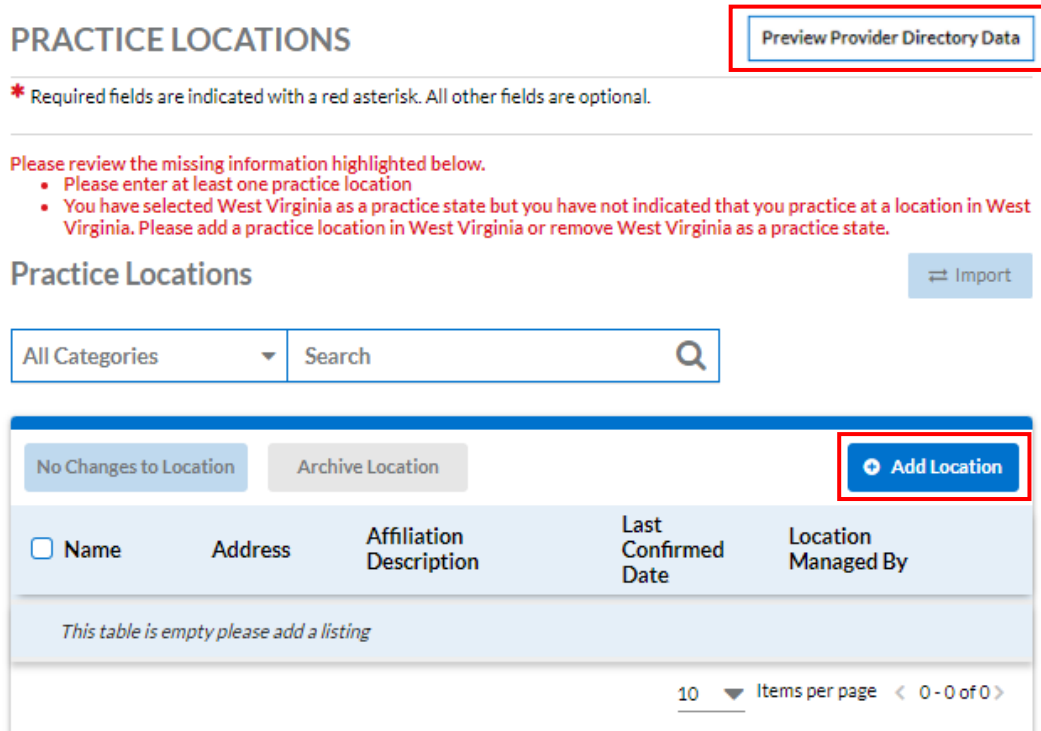 PRACTICE LOCATIONS
Preview Provider Directory Data
* Required fields are indicated with a red asterisk. All other fields are optional.
Please review the missing information highlighted below.
• Please enter at least one practice location
• You have selected West Virginia as a practice state but you have not indicated that you practice at a location in West
Virginia. Please add a practice location in West Virginia or remove West Virginia as a practice state.
Practice Locations
Import
All Categories
Search
No Changes to Location
Archive Location
Add Location
Name
Address
Affiliation
Description
Last
Confirmed
Date
Location
Managed By
This table is empty please add a listing
10
Items per page
< 0 - 0 of 0 >